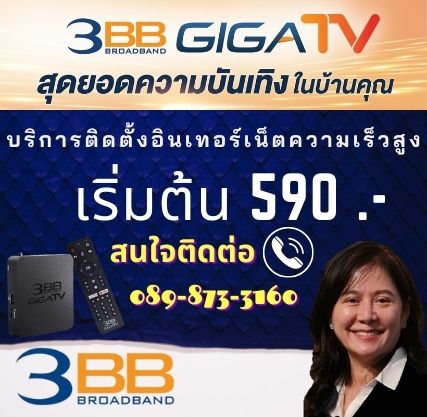 3BB GIGATV
BROADBAND
สุดยอดความบันเทิง ในบ้านคุณ
บริการติดตั้งอินเทอร์เน็ตความเร็วสูง
เริ่มต้น 590 .-
สนใจติดต่อ
089-873-3160
3BB
GIGATV
3BB
3BB
BROADBAND